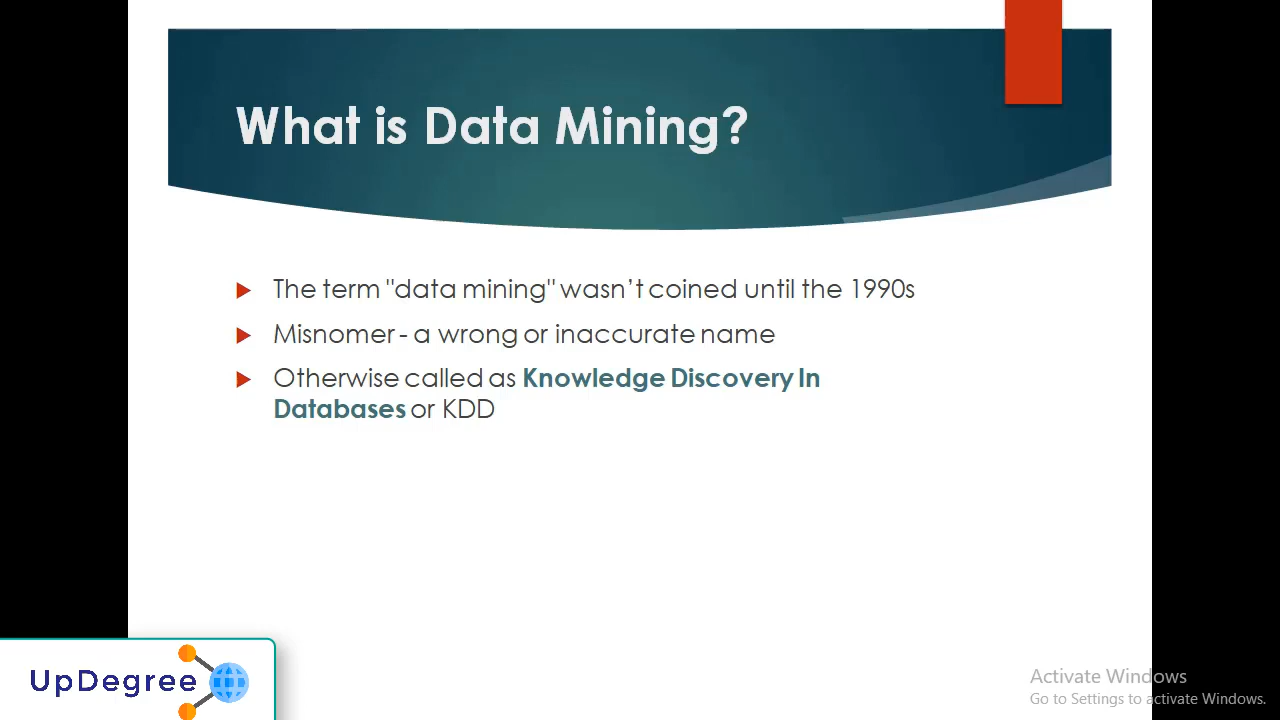 What is Data Mining?
The term "data mining" wasn't coined until the 1990s
Misnomer - a wrong or inaccurate name
Otherwise called as Knowledge Discovery In
Databases or KDD
UpDegree
Activate Windows
Go to Settings to activate Windows.